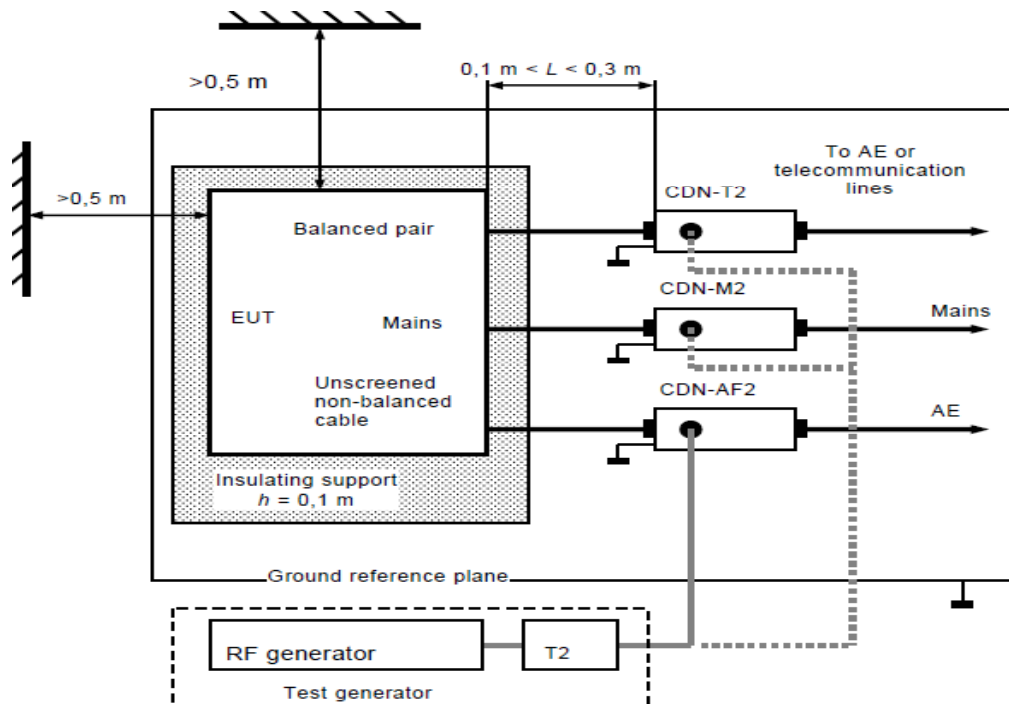 >0,5 m
0,1 m < L < 0,3 m
>0,5 m
To AE or
telecommunication
lines
CDN-T2
Balanced pair
CDN-M2
EUT
Mains
Mains
Unscreened
non-balanced
cable
CDN-AF2
AE
Insulating support
h = 0,1 m
Ground reference plane
RF generator
T2
Test generator